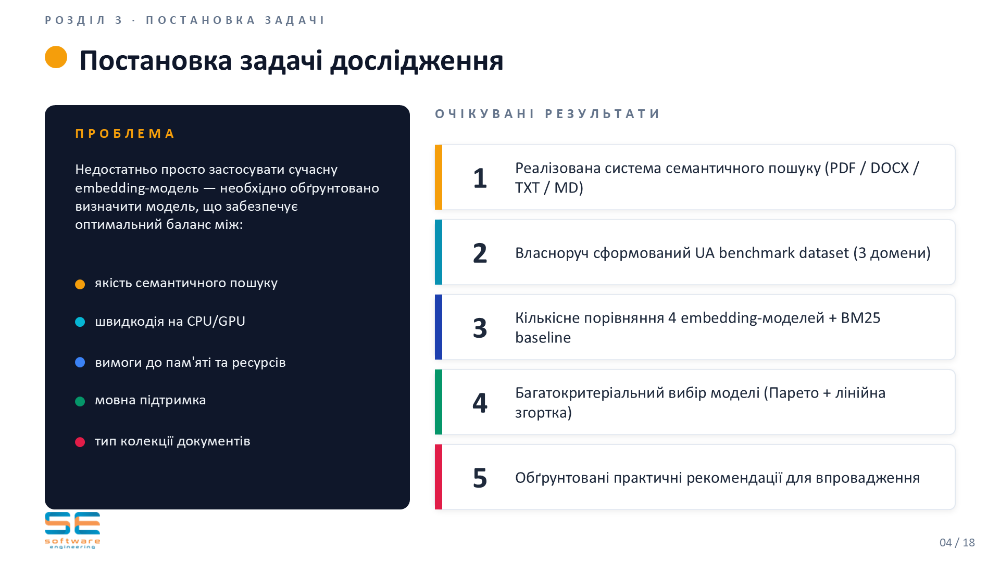 РОЗДІЛ 3 · ПОСТАНОВКА ЗАДАЧІ
Постановка задачі дослідження
ПРОБЛЕМА
Недостатньо просто застосувати сучасну
embedding-модель — необхідно обґрунтовано
визначити модель, що забезпечує
оптимальний баланс між:
якість семантичного пошуку
швидкодія на CPU/GPU
вимоги до пам'яті та ресурсів
мовна підтримка
тип колекції документів
ОЧІКУВАНІ РЕЗУЛЬТАТИ
1
Реалізована система семантичного пошуку (PDF / DOCX /
TXT / MD)
2
Власноруч сформований UA benchmark dataset (3 домени)
3
Кількісне порівняння 4 embedding-моделей + BM25
baseline
4
Багатокритеріальний вибір моделі (Парето + лінійна
згортка)
5
Обґрунтовані практичні рекомендації для впровадження
SE
software
engineering
04 / 18